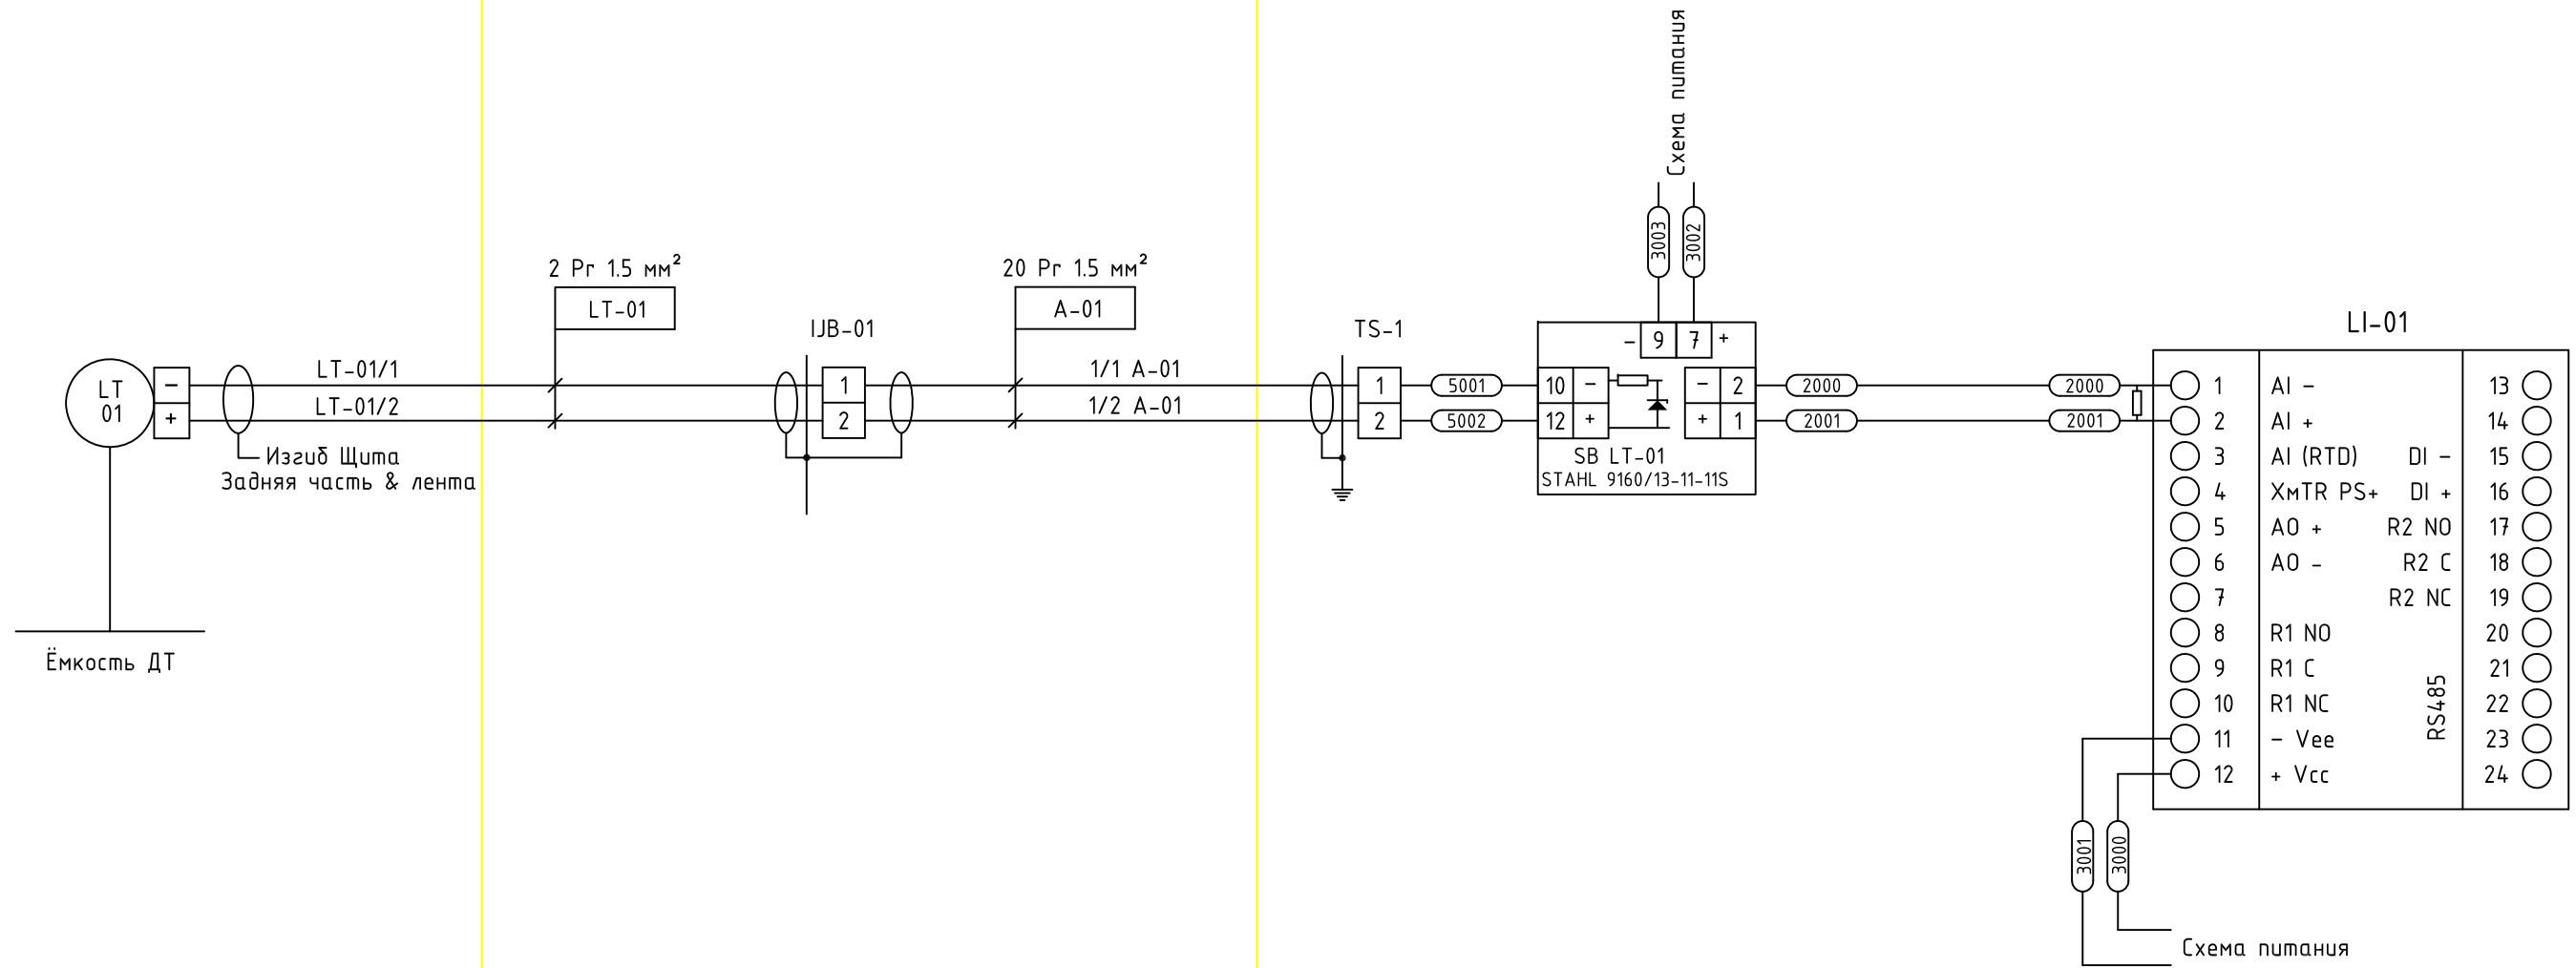 Схема питания
3003
3002
2 Pr 1.5 мм²
LT-01
20 Pr 1.5 мм²
A-01
IJB-01
TS-1
LI-01
LT
01
-
+
LT-01/1
LT-01/2
Изгиб Щита
Задняя часть & лента
1
2
1/1 A-01
1/2 A-01
1
2
5001
5002
- 9 7 +
10 - - 2
12 + + 1
SB LT-01
STAHL 9160/13-11-11S
2000 2000
2001 2001
1 AI - 13
2 AI + 14
3 AI (RTD) DI - 15
4 XмTR PS+ DI + 16
5 AO + R2 NO 17
6 AO - R2 C 18
7 R2 NC 19
8 R1 NO 20
9 R1 C 21
10 R1 NC 22
11 - Vee 23
12 + Vcc 24
RS485
Ёмкость ДТ
3001
3000
Схема питания